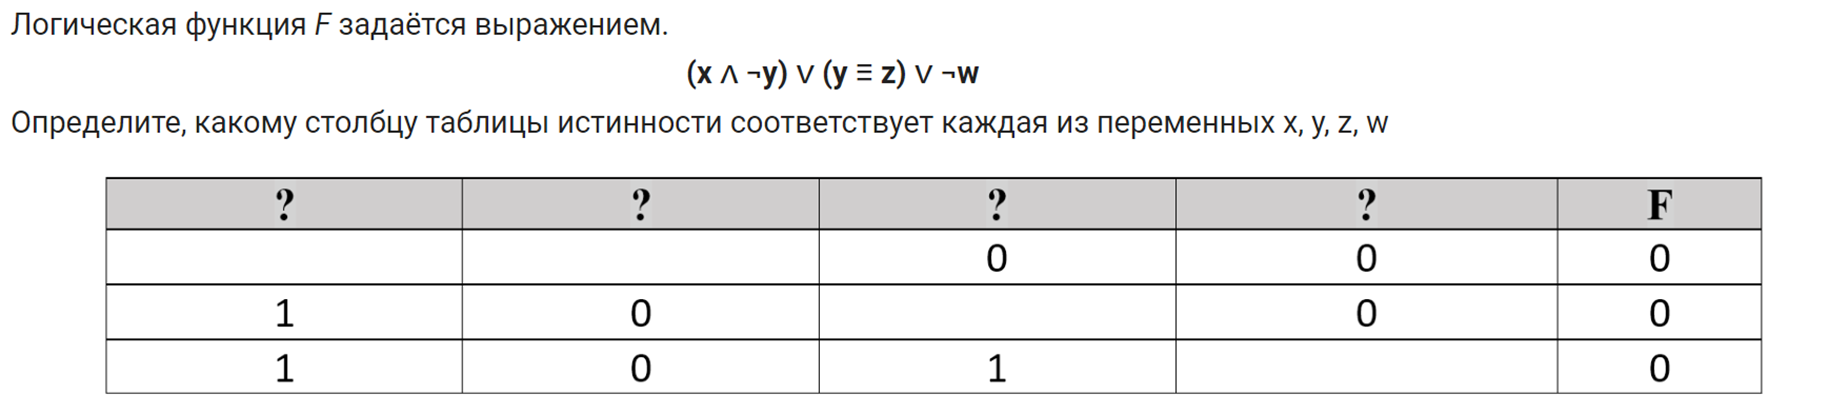 Логическая функция F задаётся выражением.
(x ∧ ¬y) ∨ (y ≡ z) ∨ ¬w
Определите, какому столбцу таблицы истинности соответствует каждая из переменных x, y, z, w
? ? ? ? F
0 0 0
1 0 0 0
1 0 1 0